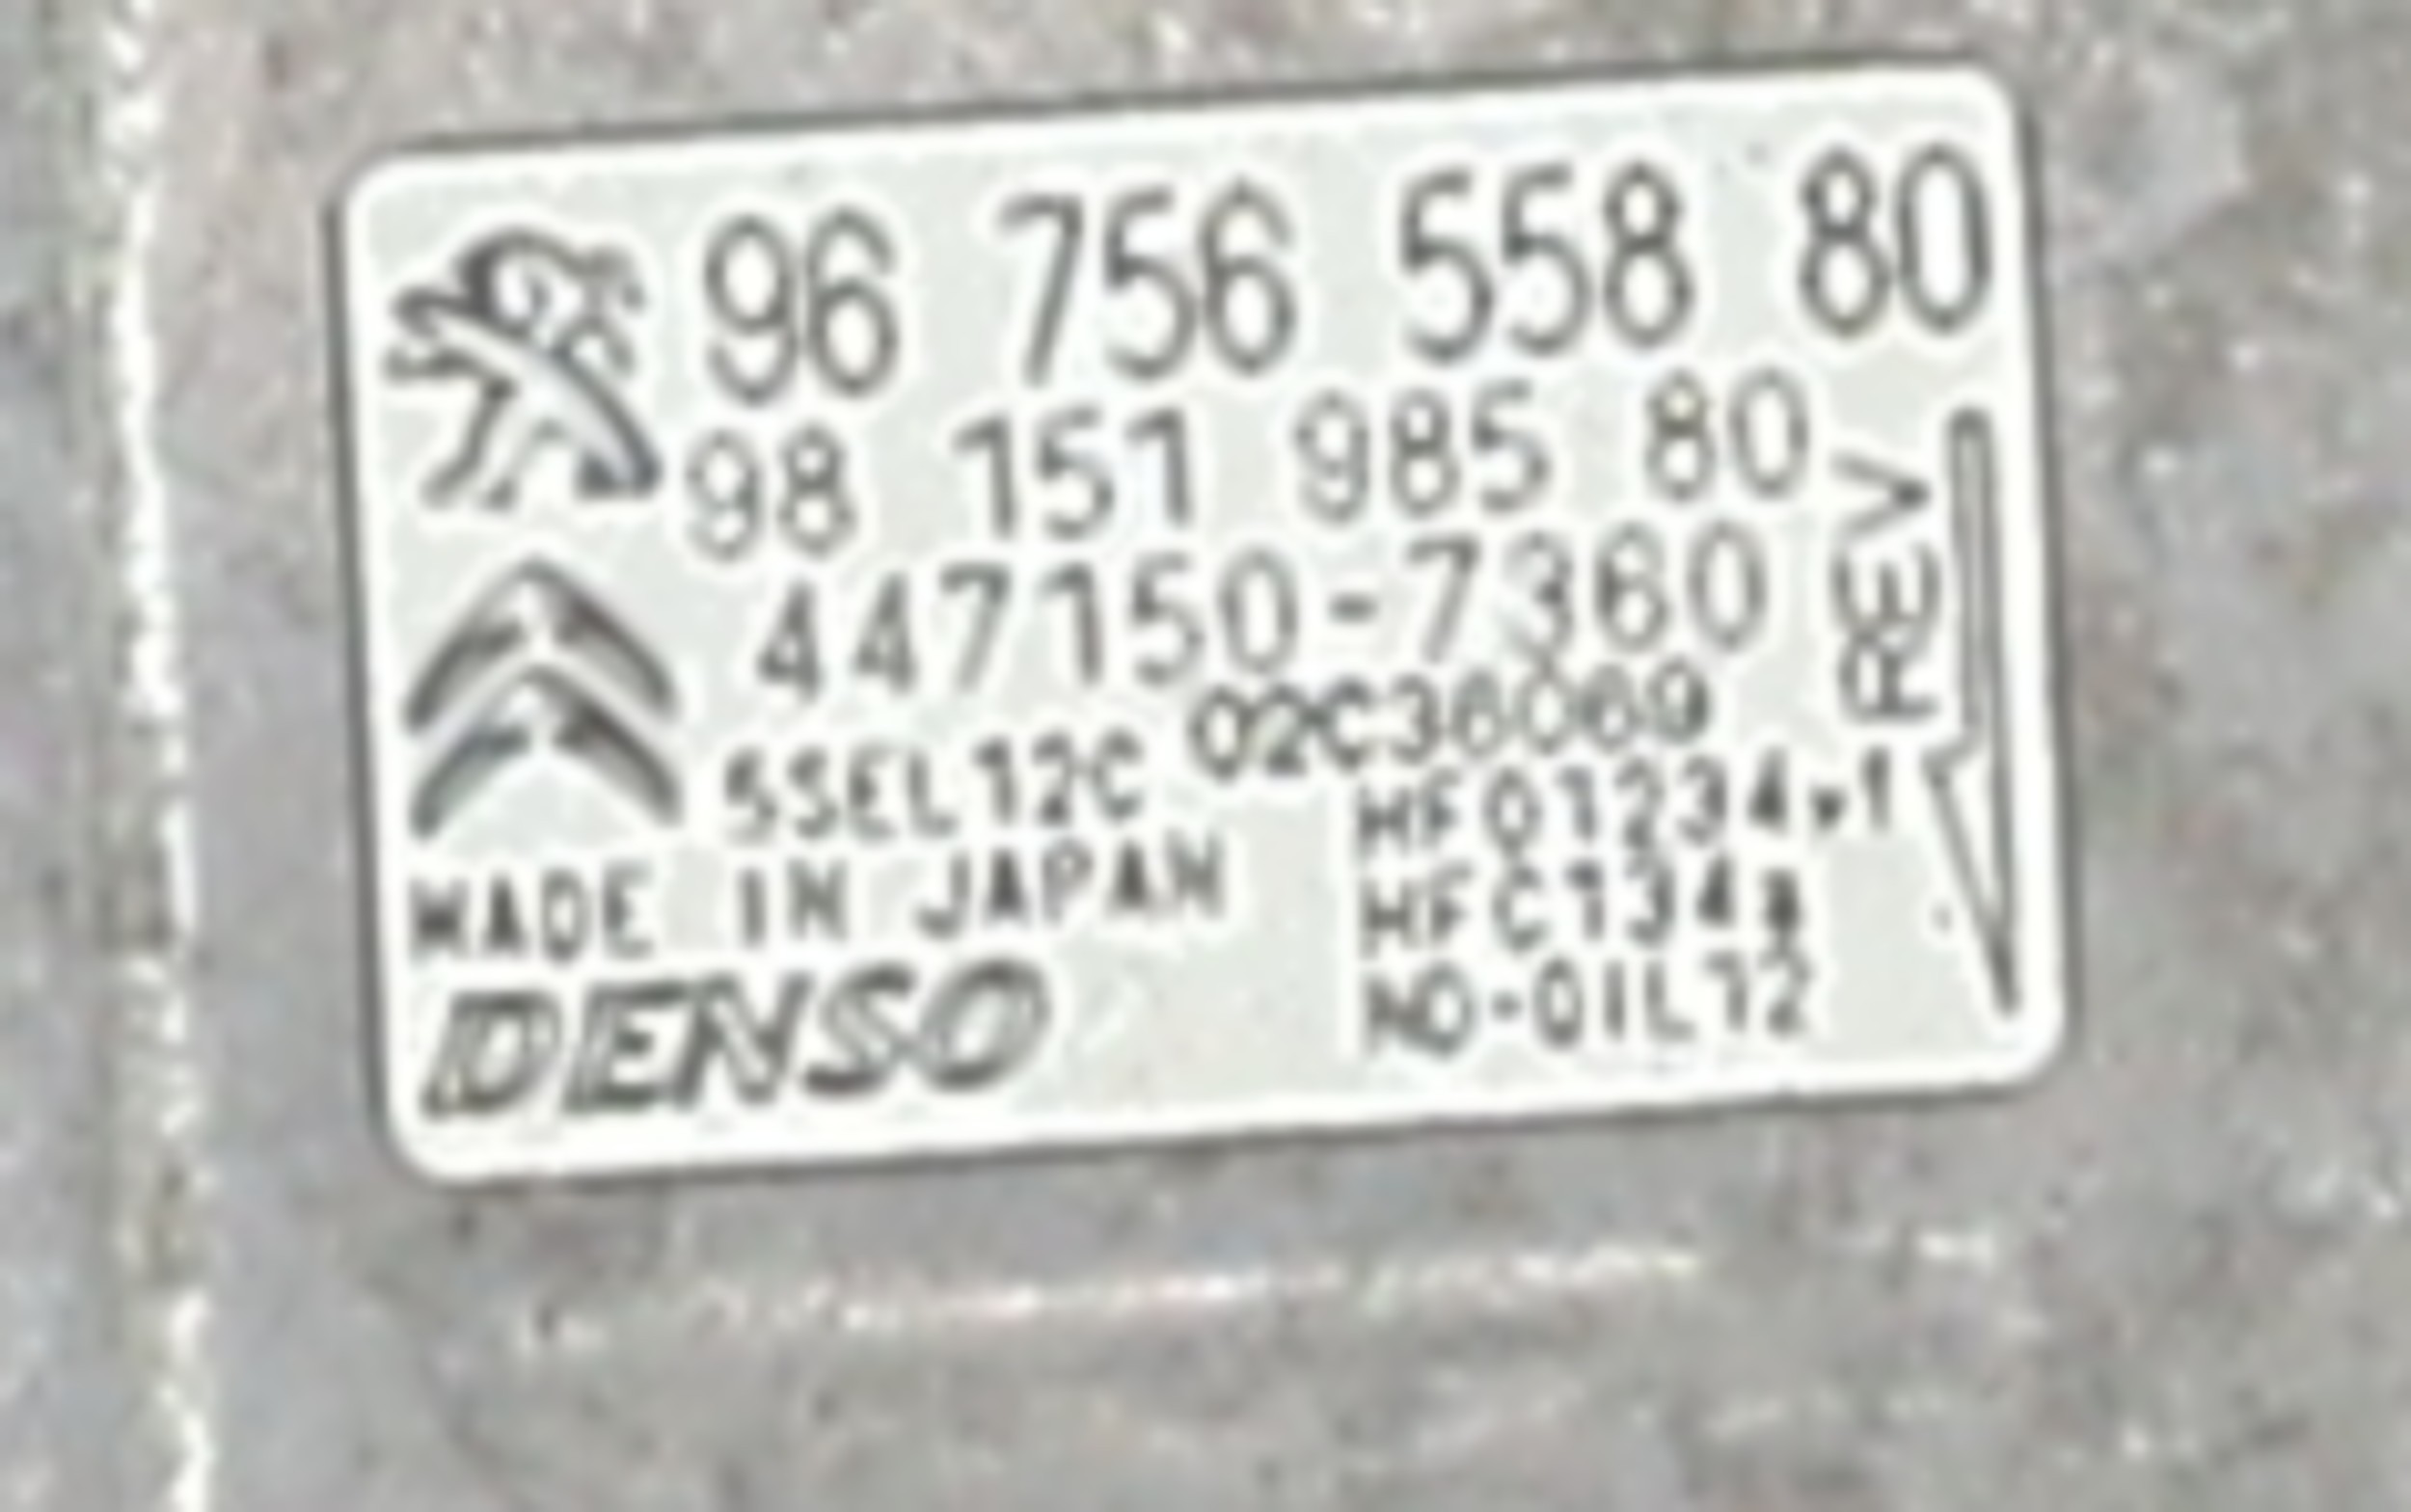 96 756 558 80
98 151 985 80
447150-7360
5SEL12C 02C36069
MADE IN JAPAN
DENSO
HFO1234yf
HFC134a
ND-OIL12
REV